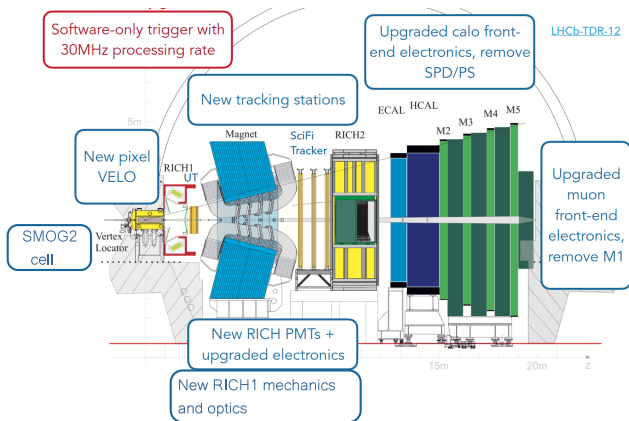 Software-only trigger with
30MHz processing rate
Upgraded calo front-
end electronics, remove
SPD/PS
LHCb-TDR-12
New tracking stations
5m
ECAL
HCAL
M2
M3
M4
M5
Magnet
SciFi
Tracker
RICH2
New pixel
VELO
RICH1
UT
Upgraded
muon
front-end
electronics,
remove M1
SMOG2
cell
Vertex
Locator
New RICH PMTs +
upgraded electronics
New RICH1 mechanics
and optics
15m
20m
z